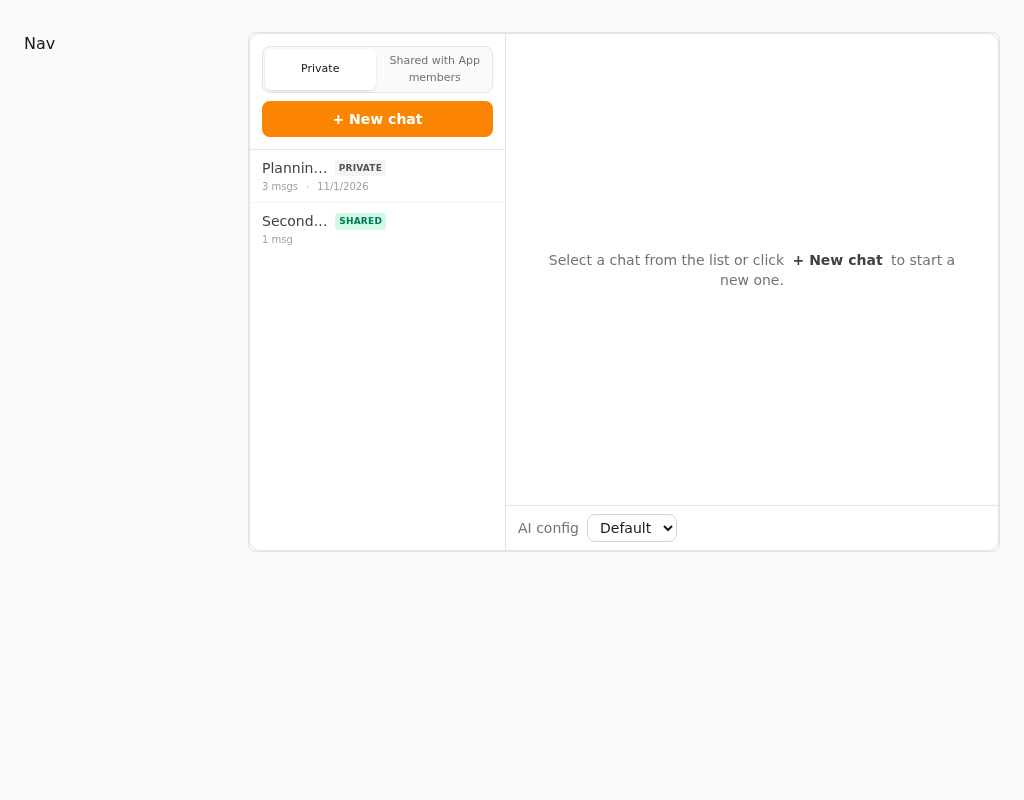 Nav
Private
Shared with App
members
+ New chat
Plannin... PRIVATE
3 msgs · 11/1/2026
Second... SHARED
1 msg
Select a chat from the list or click + New chat to start a
new one.
AI config Default